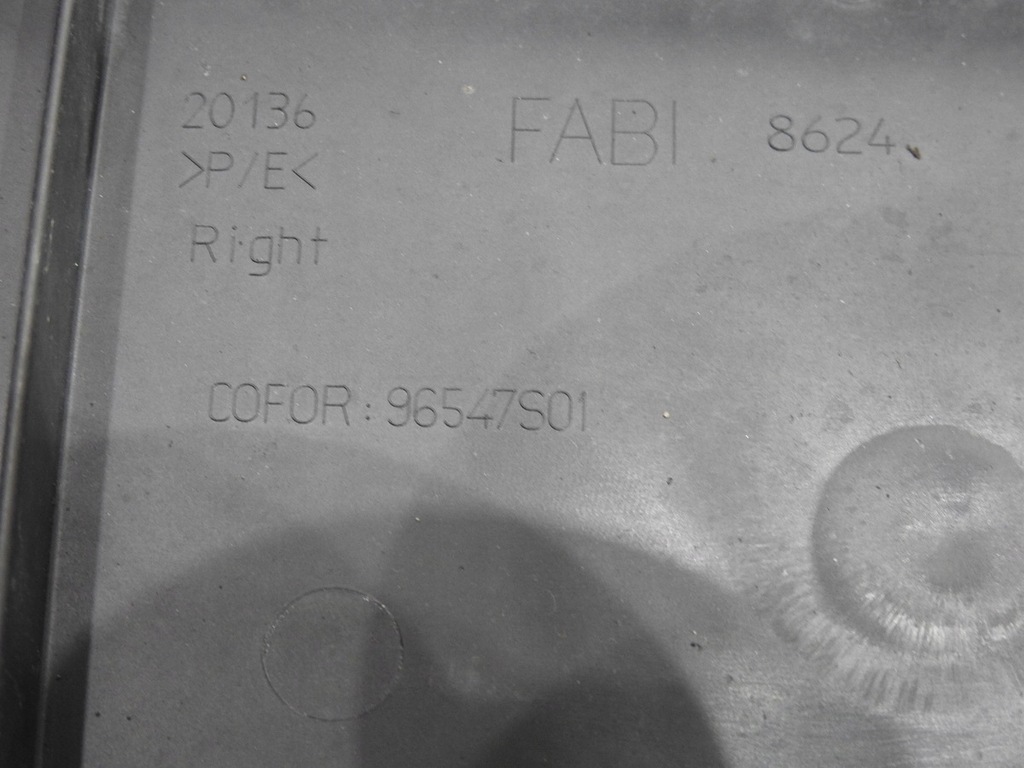 20136
>P/E<
Right
FABI
8624
COFOR: 96547S01